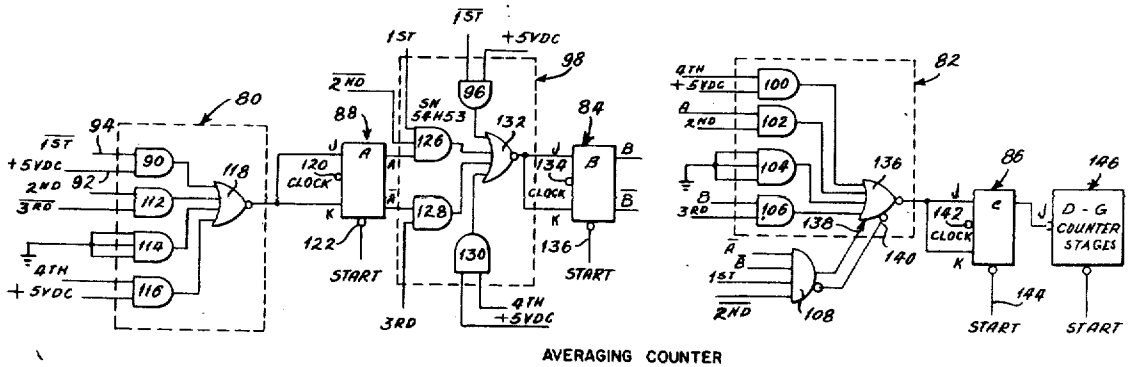 80
94
1ST
+5VDC
92
2ND
3RD
4TH
+5VDC
90
112
114
116
118
88
J
A
120
CLOCK
K
A
A
122
START
1ST
1ST
+5VDC
2ND
96
SN
54H53
126
128
130
132
98
3RD
4TH
+5VDC
84
J
B
134
CLOCK
K
B
B
136
START
82
4TH
+5VDC
B
2ND
100
102
104
106
B
3RD
136
138
140
A
B
1ST
2ND
108
86
J
C
142
CLOCK
K
144
START
146
J
D-G
COUNTER
STAGES
START
AVERAGING COUNTER